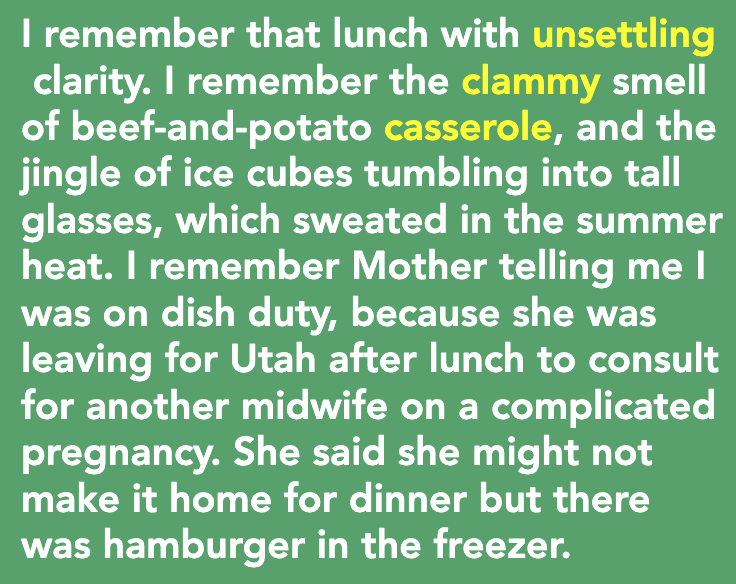 I remember that lunch with unsettling
clarity. I remember the clammy smell
of beef-and-potato casserole, and the
jingle of ice cubes tumbling into tall
glasses, which sweated in the summer
heat. I remember Mother telling me I
was on dish duty, because she was
leaving for Utah after lunch to consult
for another midwife on a complicated
pregnancy. She said she might not
make it home for dinner but there
was hamburger in the freezer.